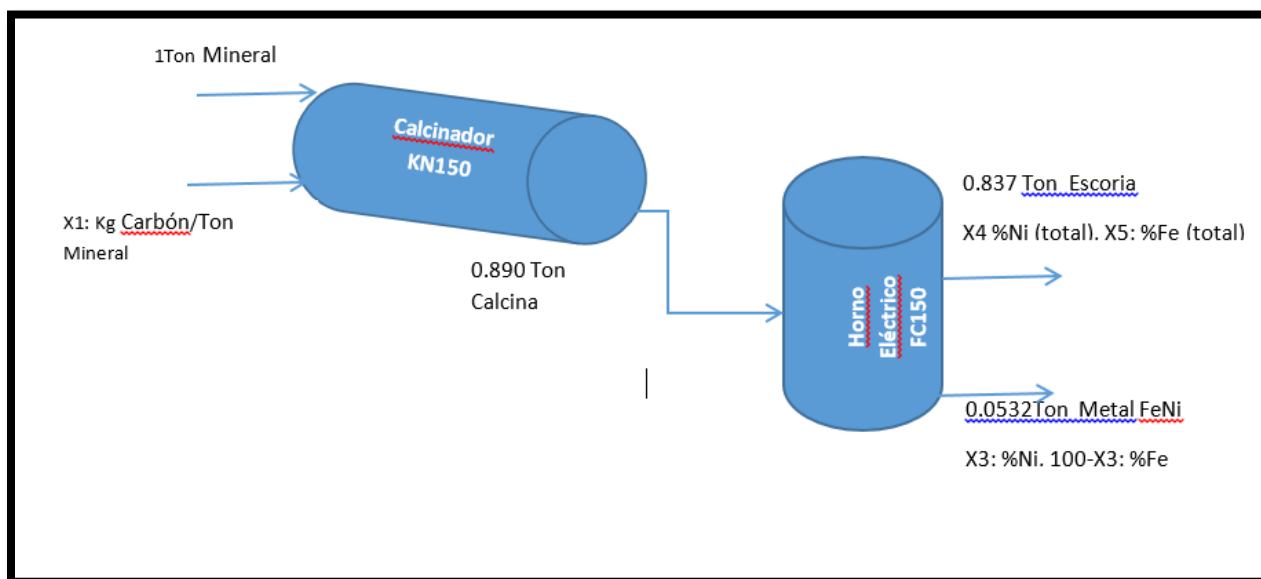 1Ton Mineral
Calcinador
KN150
X1: Kg Carbón/Ton
Mineral
0.890 Ton
Calcina
Horno
Eléctrico
FC150
0.837 Ton Escoria
X4 %Ni (total). X5: %Fe (total)
0.0532Ton Metal FeNi
X3: %Ni. 100-X3: %Fe